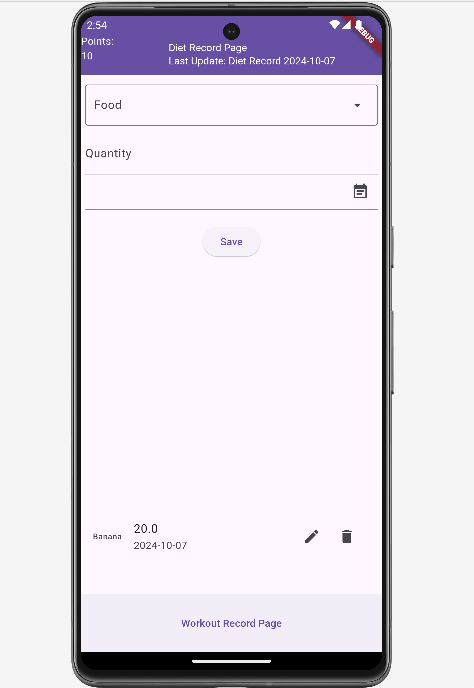 2:54
DEBUG
Points:
10
Diet Record Page
Last Update: Diet Record 2024-10-07
Food
Quantity
Save
Banana
20.0
2024-10-07
Workout Record Page